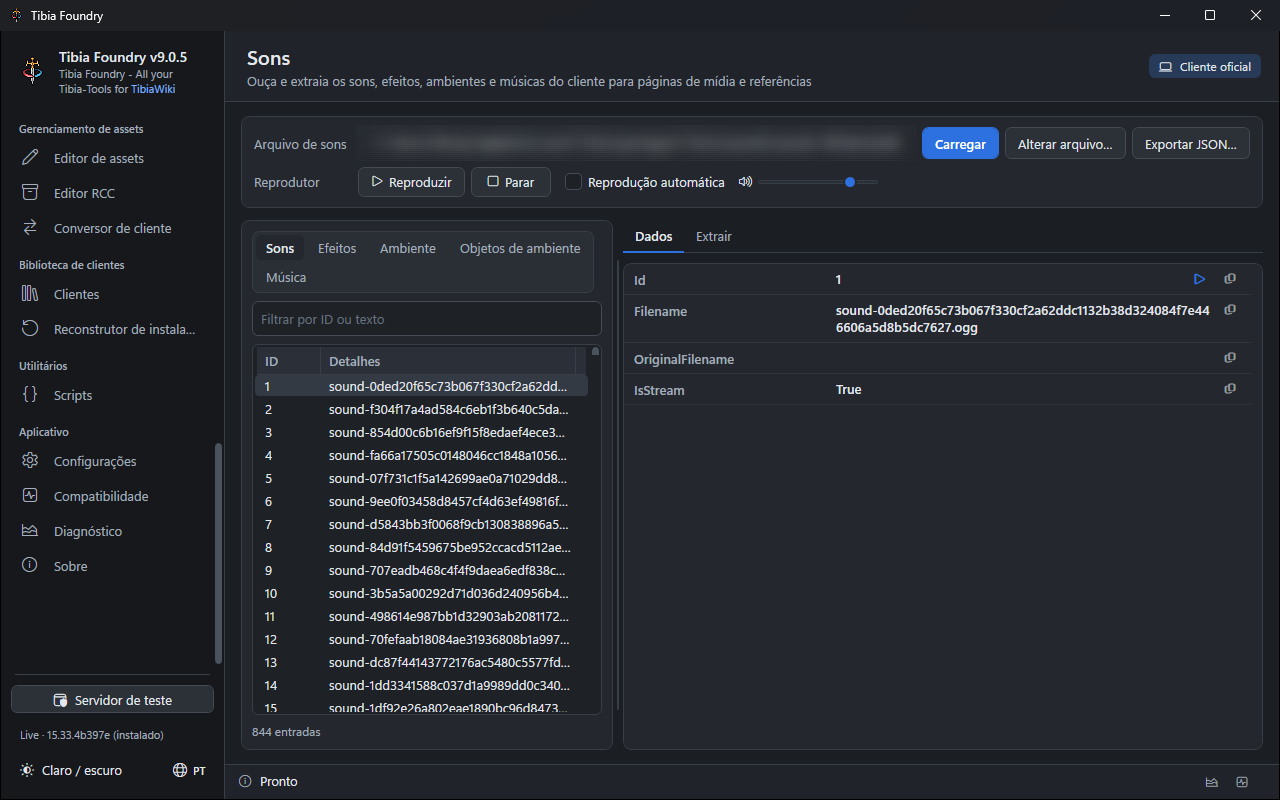 Tibia Foundry
Tibia Foundry v9.0.5
Tibia Foundry - All your
Tibia-Tools for TibiaWiki
Gerenciamento de assets
Editor de assets
Editor RCC
Conversor de cliente
Biblioteca de clientes
Clientes
Reconstrutor de instala...
Utilitários
Scripts
Aplicativo
Configurações
Compatibilidade
Diagnóstico
Sobre
Servidor de teste
Live · 15.33.4b397e (instalado)
Claro / escuro
PT
Sons
Ouça e extraia os sons, efeitos, ambientes e músicas do cliente para páginas de mídia e referências
Cliente oficial
Arquivo de sons
Carregar
Alterar arquivo...
Exportar JSON...
Reprodutor
Reproduzir
Parar
Reprodução automática
Sons
Efeitos
Ambiente
Objetos de ambiente
Música
Filtrar por ID ou texto
ID Detalhes
1 sound-0ded20f65c73b067f330cf2a62dd...
2 sound-f304f17a4ad584c6eb1f3b640c5da...
3 sound-854d00c6b16ef9f15f8edaef4ece3...
4 sound-fa66a17505c0148046cc1848a1056...
5 sound-07f731c1f5a142699ae0a71029dd8...
6 sound-9ee0f03458d8457cf4d63ef49816f...
7 sound-d5843bb3f0068f9cb130838896a5...
8 sound-84d91f5459675be952ccacd5112ae...
9 sound-707eadb468c4f4f9daea6edf838c...
10 sound-3b5a5a00292d71d036d240956b4...
11 sound-498614e987bb1d32903ab2081172...
12 sound-70fefaab18084ae31936808b1a997...
13 sound-dc87f44143772176ac5480c5577fd...
14 sound-1dd3341588c037d1a9989dd0c340...
15 sound-1df92e26a802eae1890bc96d8473...
844 entradas
Dados
Extrair
Id 1
Filename sound-0ded20f65c73b067f330cf2a62ddc1132b38d324084f7e44
6606a5d8b5dc7627.ogg
OriginalFilename
IsStream True
Pronto